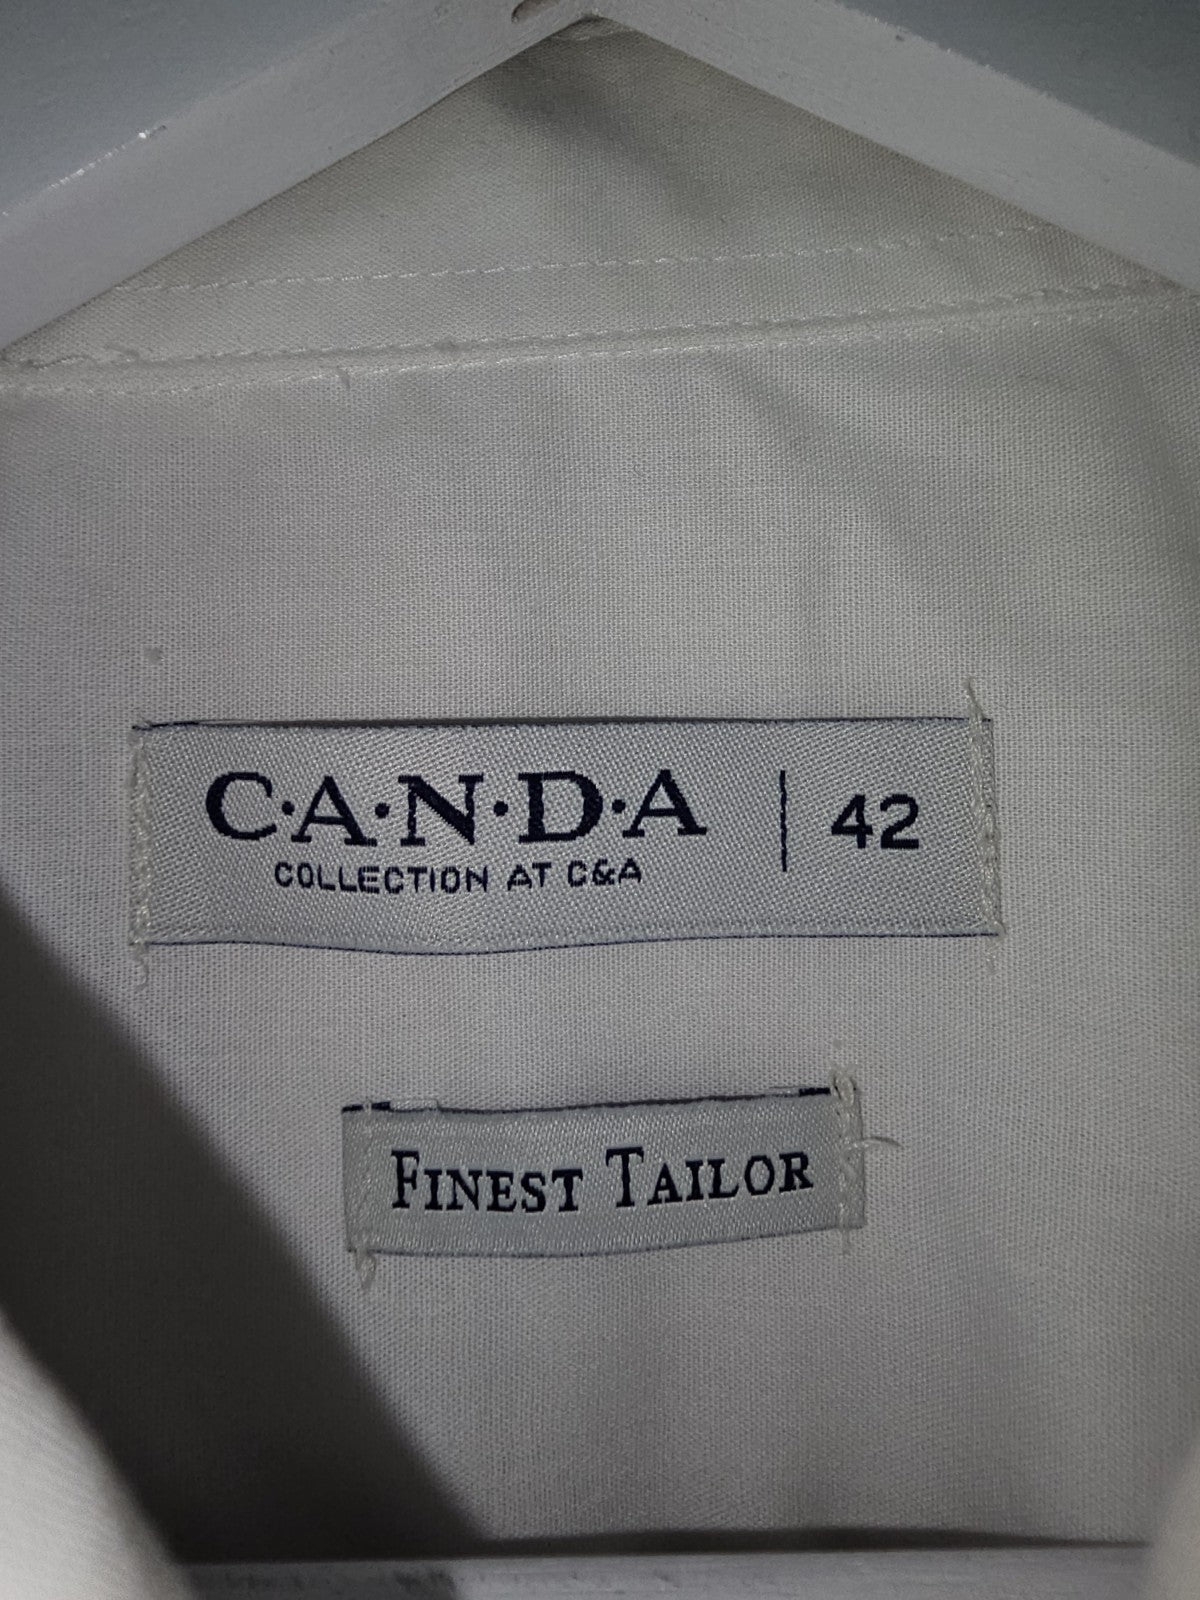 C·A·N·D·A | 42
COLLECTION AT C&A
FINEST TAILOR